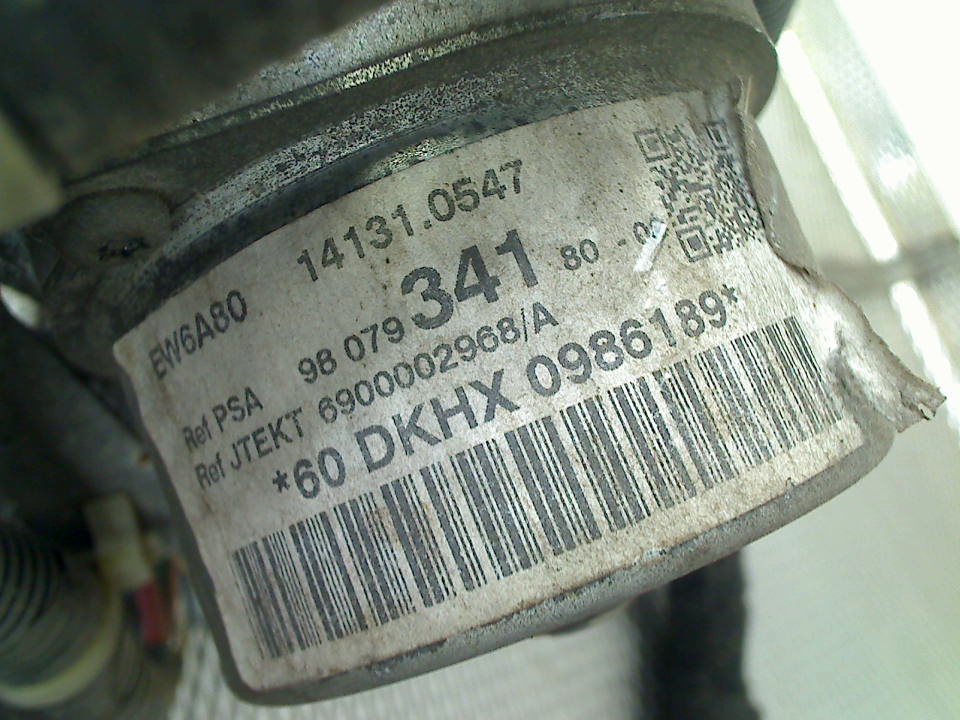 EW6A80 14131.0547
Ref PSA 98 079 341 80
Ref JTEKT 6900002968/A
*60 DKHX 0986189*